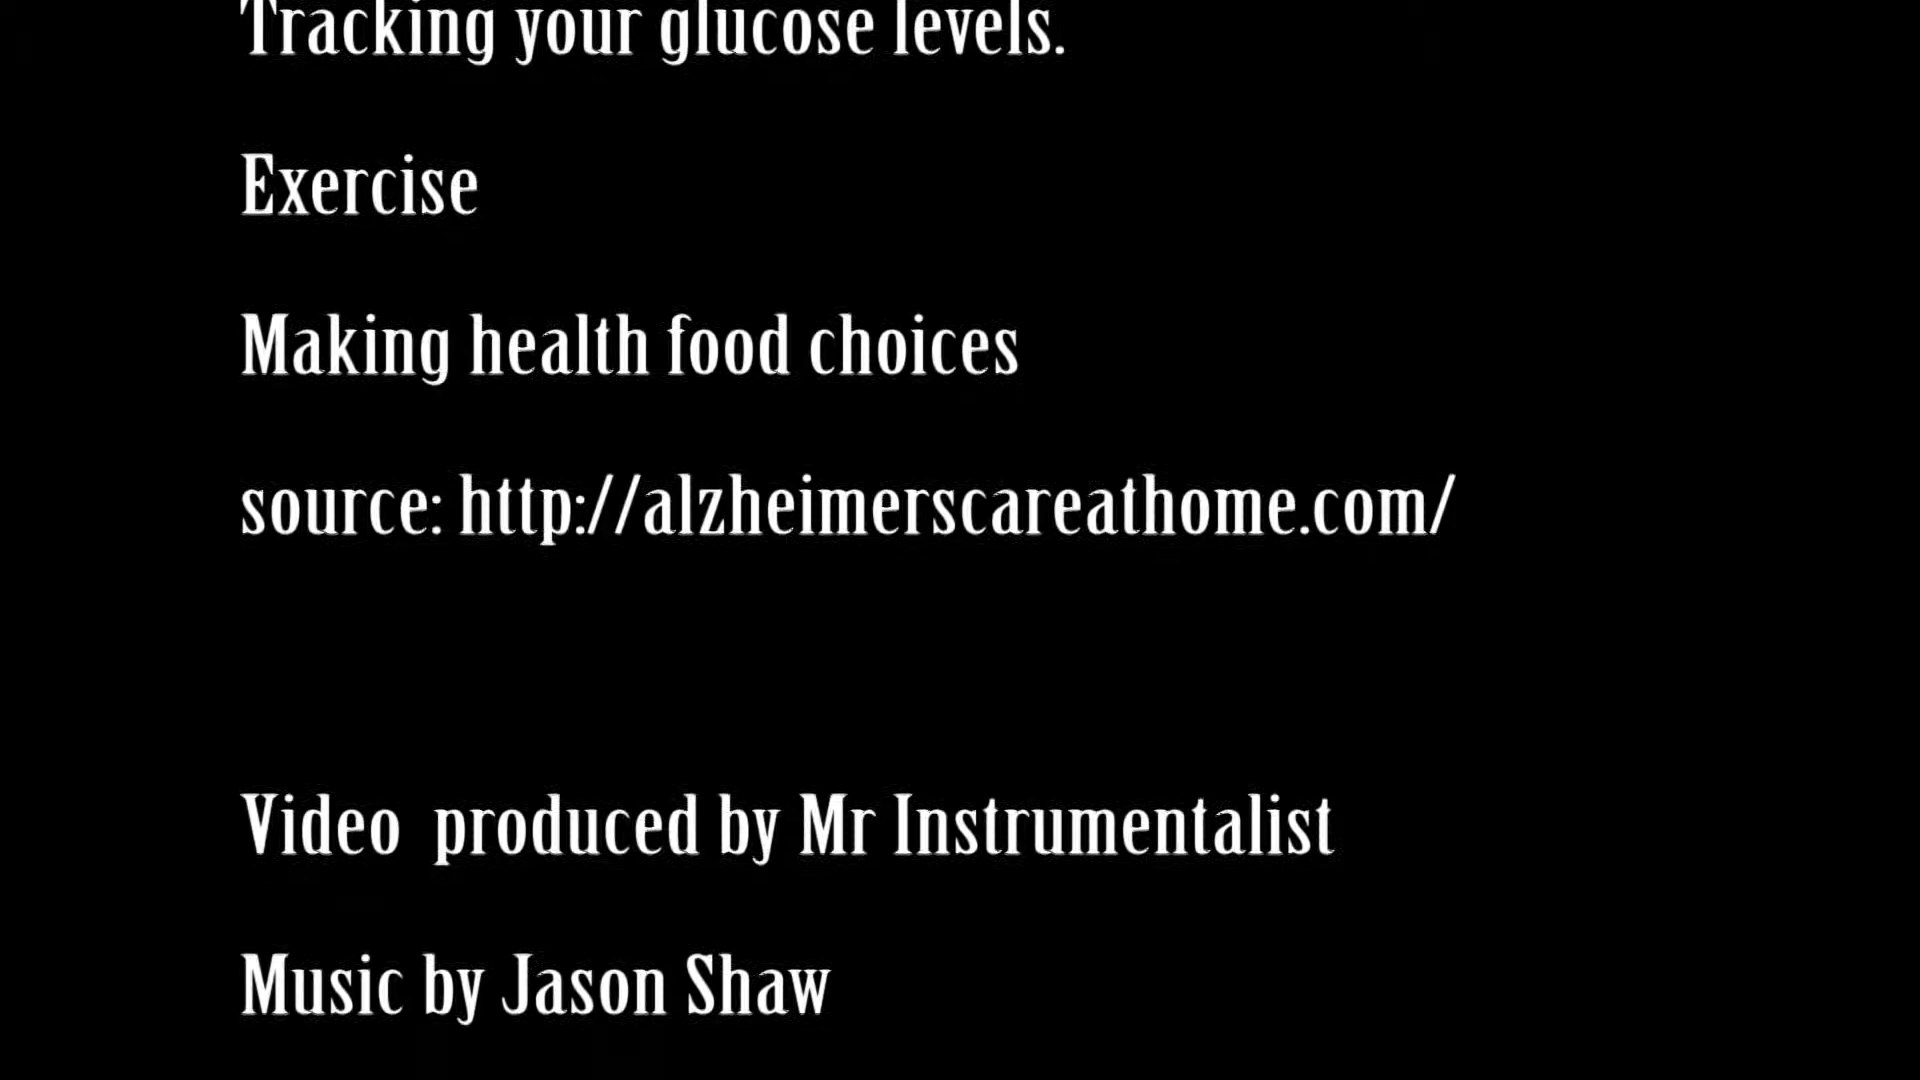 Tracking your glucose levels.
Exercise
Making health food choices
source: http://alzheimerscareathome.com/
Video  produced by Mr Instrumentalist
Music by Jason Shaw